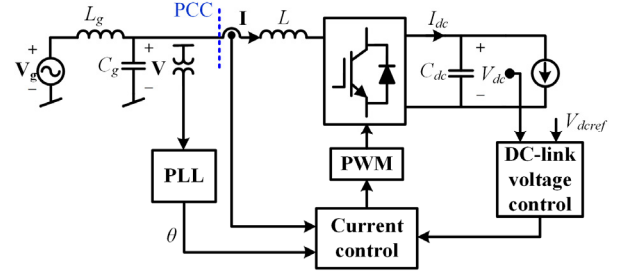 PCC
L_g
I
L
I_dc
+
V_g
−
C_g
+
V
−
C_dc
+
V_dc
−
V_dcref
PLL
PWM
DC-link
voltage
control
θ
Current
control